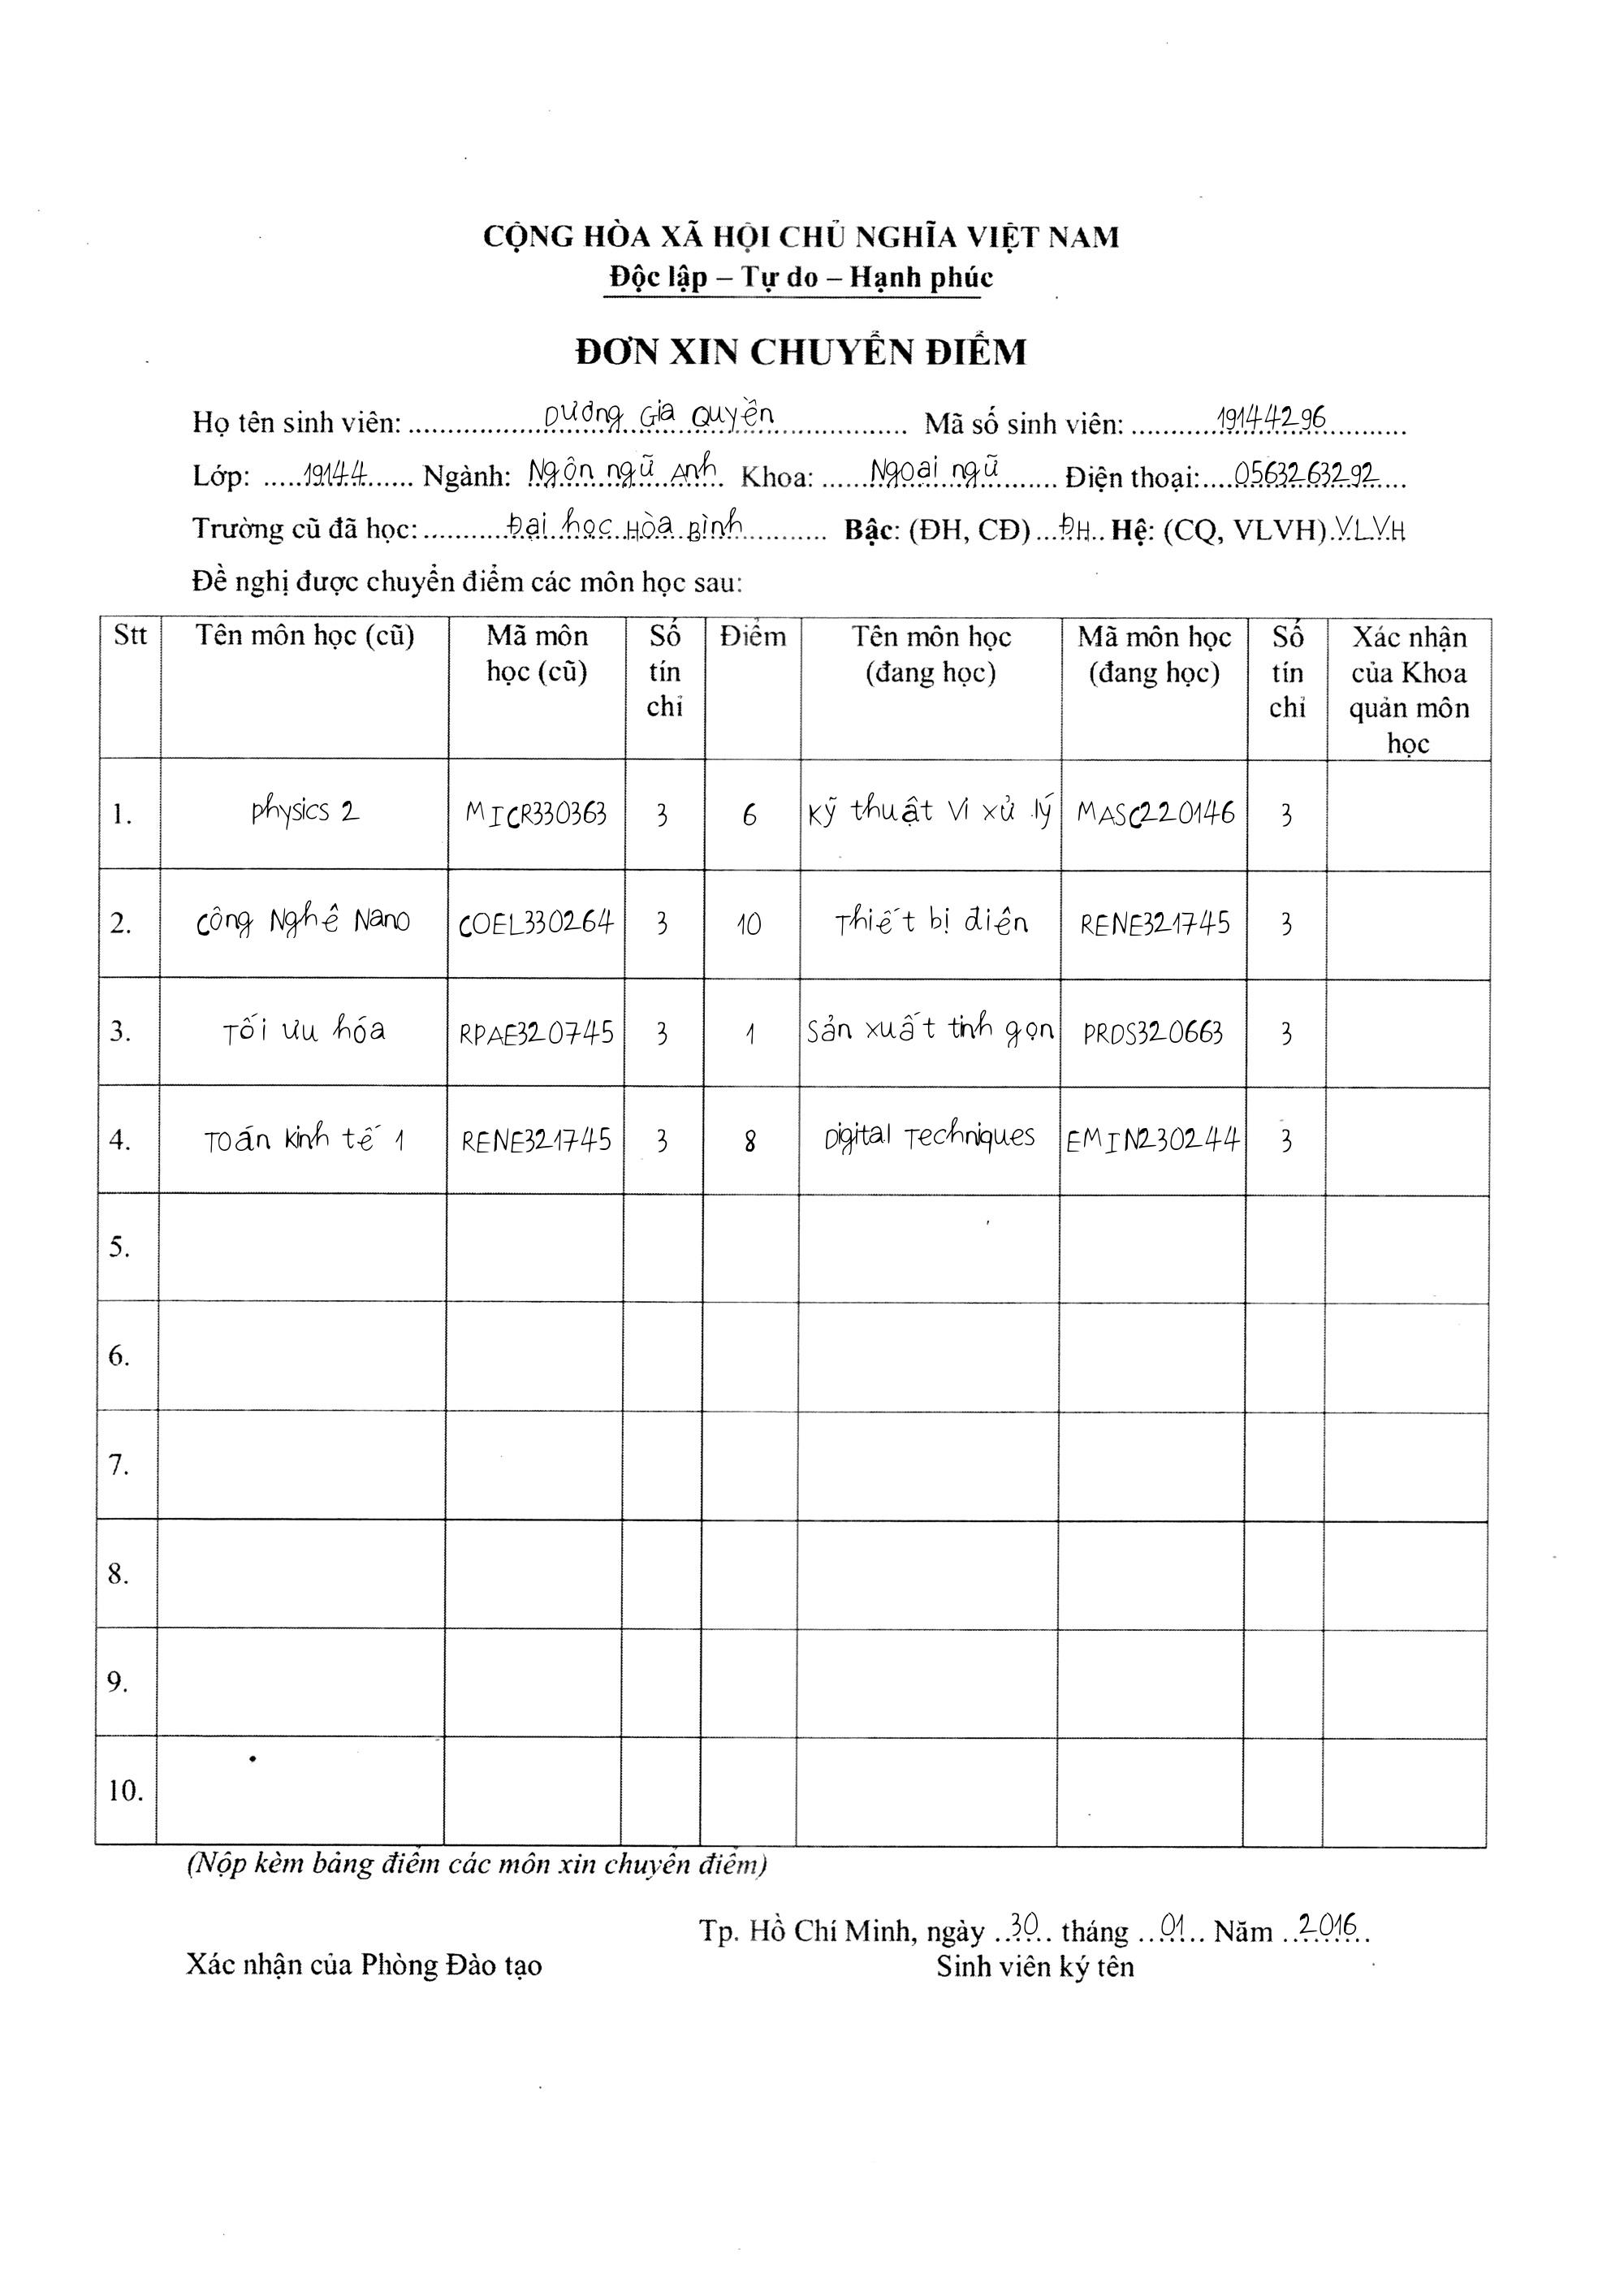 CỘNG HÒA XÃ HỘI CHỦ NGHĨA VIỆT NAM
Độc lập – Tự do – Hạnh phúc
ĐƠN XIN CHUYỂN ĐIỂM
Họ tên sinh viên: Dương Gia Quyền Mã số sinh viên: 19144296
Lớp: 19144 Ngành: Ngôn ngữ Anh Khoa: Ngoại ngữ Điện thoại: 0563263292
Trường cũ đã học: Đại học Hòa Bình Bậc: (ĐH, CĐ) ĐH Hệ: (CQ, VLVH) VLVH
Đề nghị được chuyển điểm các môn học sau:
Stt Tên môn học (cũ) Mã môn học (cũ) Số tín chỉ Điểm Tên môn học (đang học) Mã môn học (đang học) Số tín chỉ Xác nhận của Khoa quản môn học
1. Physics 2 MICR330363 3 6 Kỹ thuật Vi xử lý MASC220146 3
2. Công Nghệ Nano COEL330264 3 10 Thiết bị điện RENE321745 3
3. Tối ưu hóa RPAE320745 3 1 Sản xuất tinh gọn PRDS320663 3
4. Toán kinh tế 1 RENE321745 3 8 Digital Techniques EMIN230244 3
5.
6.
7.
8.
9.
10.
(Nộp kèm bảng điểm các môn xin chuyển điểm)
Tp. Hồ Chí Minh, ngày 30 tháng 01 Năm 2016
Xác nhận của Phòng Đào tạo Sinh viên ký tên